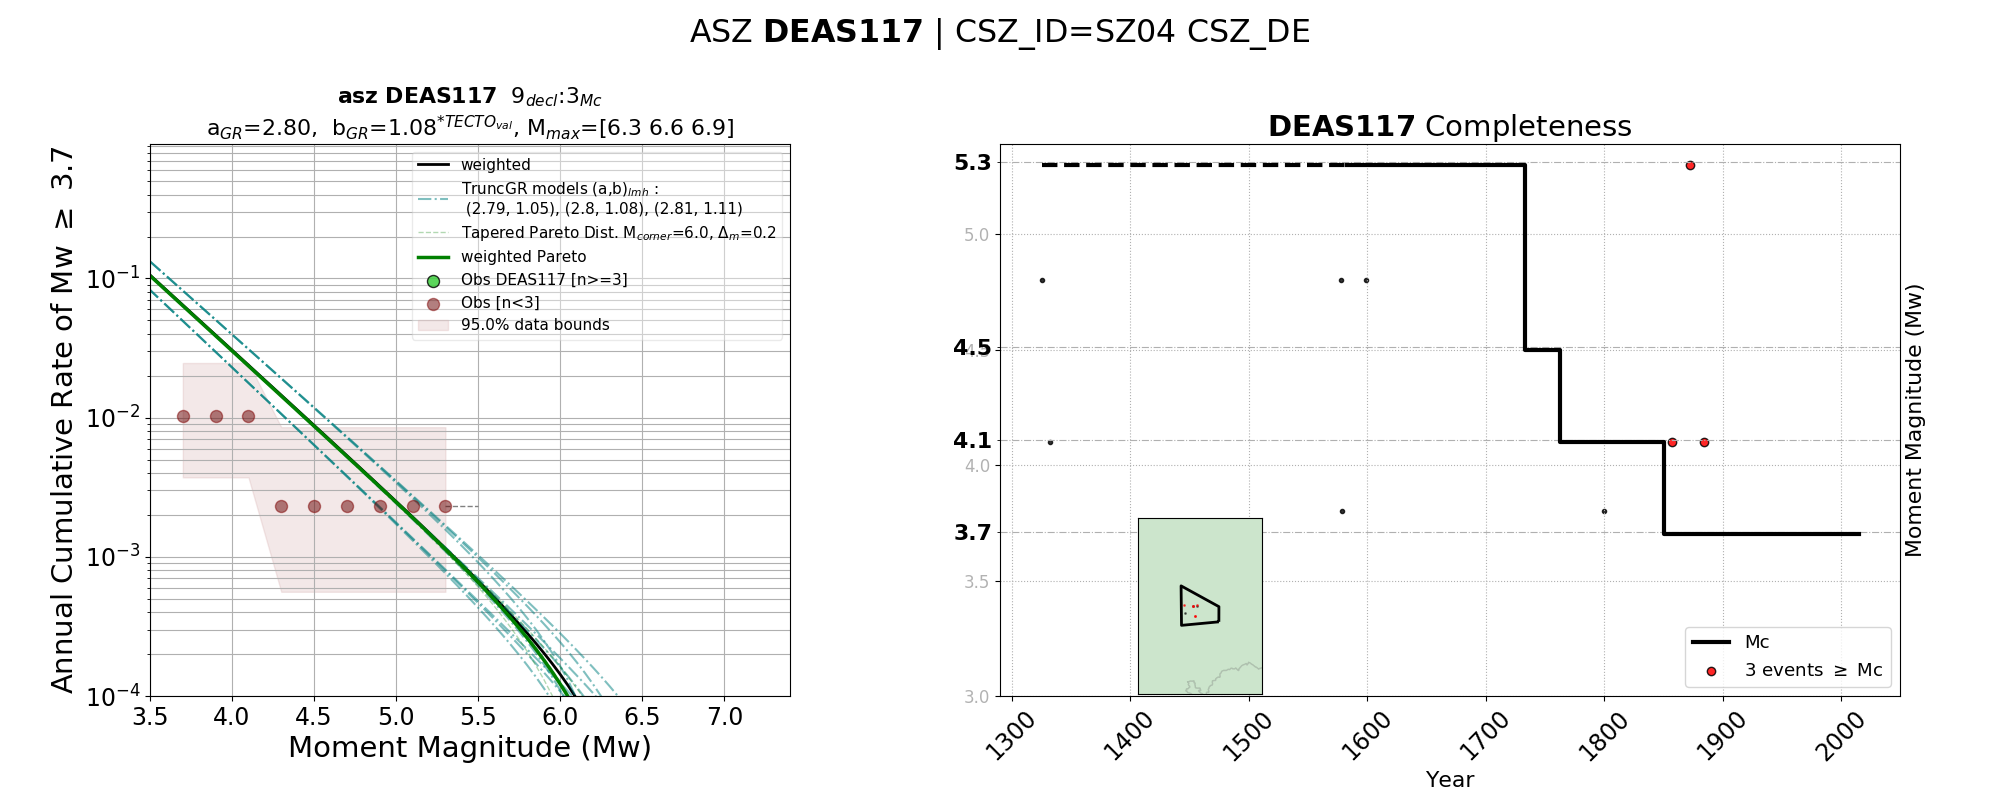 ASZ DEAS117 | CSZ_ID=SZ04 CSZ_DE
asz DEAS117 9decl:3Mc
aGR=2.80, bGR=1.08*TECTOval, Mmax=[6.3 6.6 6.9]
Annual Cumulative Rate of Mw ≥ 3.7
10−1
10−2
10−3
10−4
weighted
TruncGR models (a,b)lmh :
(2.79, 1.05), (2.8, 1.08), (2.81, 1.11)
Tapered Pareto Dist. Mcorner=6.0, Δm=0.2
weighted Pareto
Obs DEAS117 [n>=3]
Obs [n<3]
95.0% data bounds
3.5 4.0 4.5 5.0 5.5 6.0 6.5 7.0
Moment Magnitude (Mw)
DEAS117 Completeness
5.3
5.0
4.5
4.5
4.1
4.0
3.7
3.5
3.0
Moment Magnitude (Mw)
Mc
3 events ≥ Mc
1300 1400 1500 1600 1700 1800 1900 2000
Year